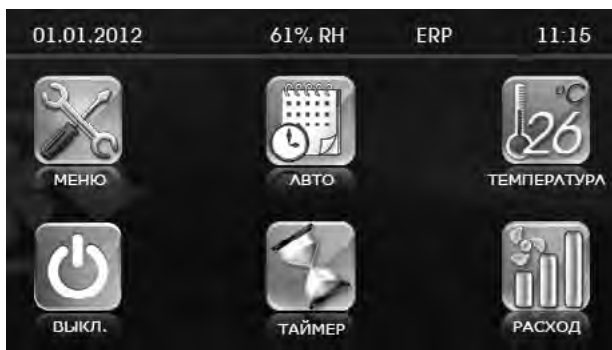 01.01.2012 61% RH ERP 11:15
°C
26
МЕНЮ АВТО ТЕМПЕРАТУРА
ВЫКЛ. ТАЙМЕР РАСХОД